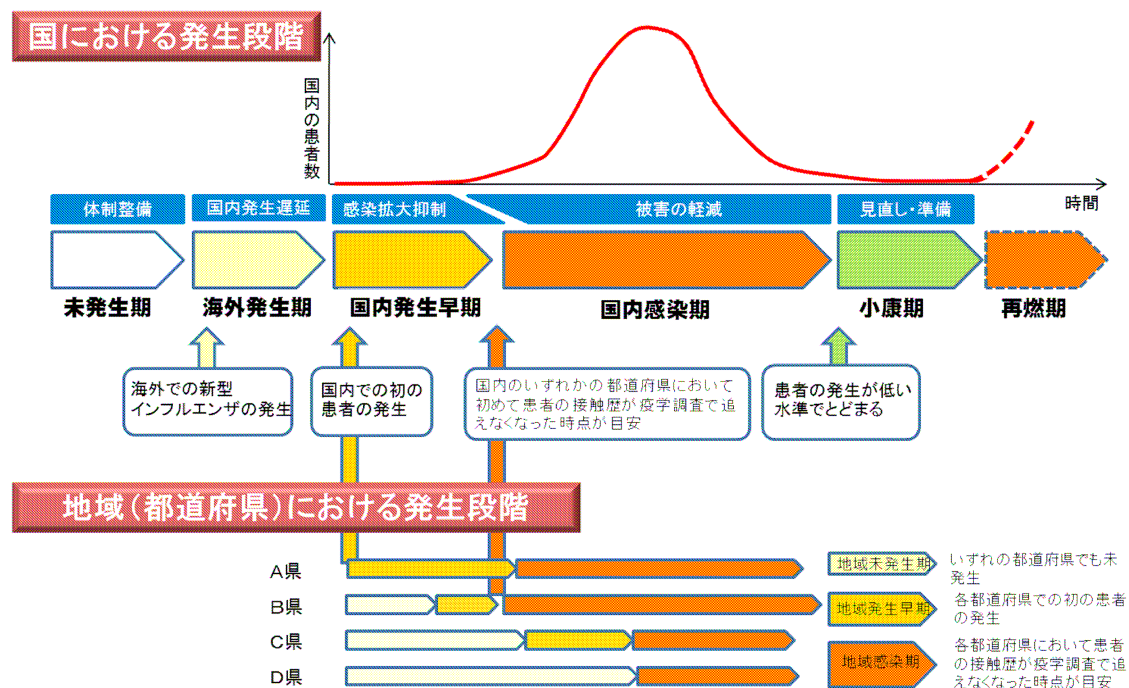 国における発生段階
国内の患者数
時間
体制整備
国内発生遅延
感染拡大抑制
被害の軽減
見直し・準備
未発生期
海外発生期
国内発生早期
国内感染期
小康期
再燃期
海外での新型
インフルエンザの発生
国内での初の
患者の発生
国内のいずれかの都道府県において
初めて患者の接触歴が疫学調査で追
えなくなった時点が目安
患者の発生が低い
水準でとどまる
地域(都道府県)における発生段階
A県
B県
C県
D県
地域未発生期
いずれの都道府県でも未
発生
地域発生早期
各都道府県での初の患者
の発生
地域感染期
各都道府県において患者
の接触歴が疫学調査で追
えなくなった時点が目安